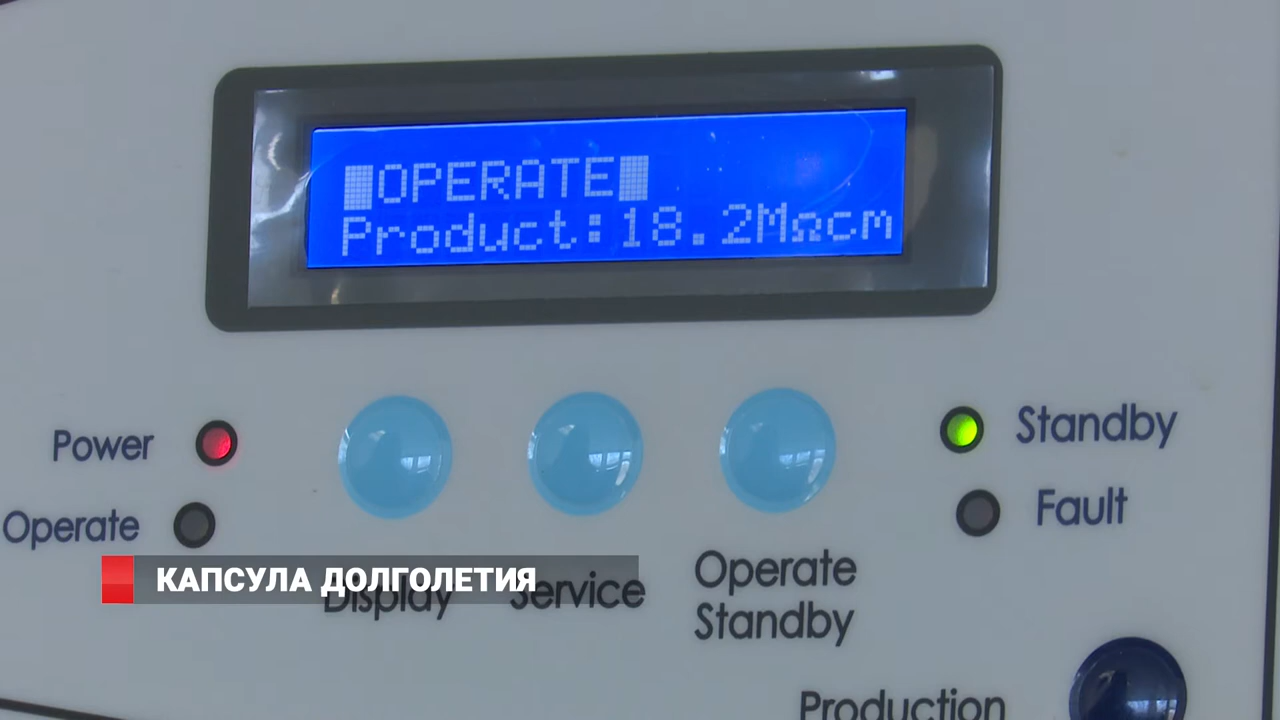 OPERATE
Product:18.2MΩcm
Power
Standby
Operate
Fault
КАПСУЛА ДОЛГОЛЕТИЯ
Display
Service
Operate
Standby
Production